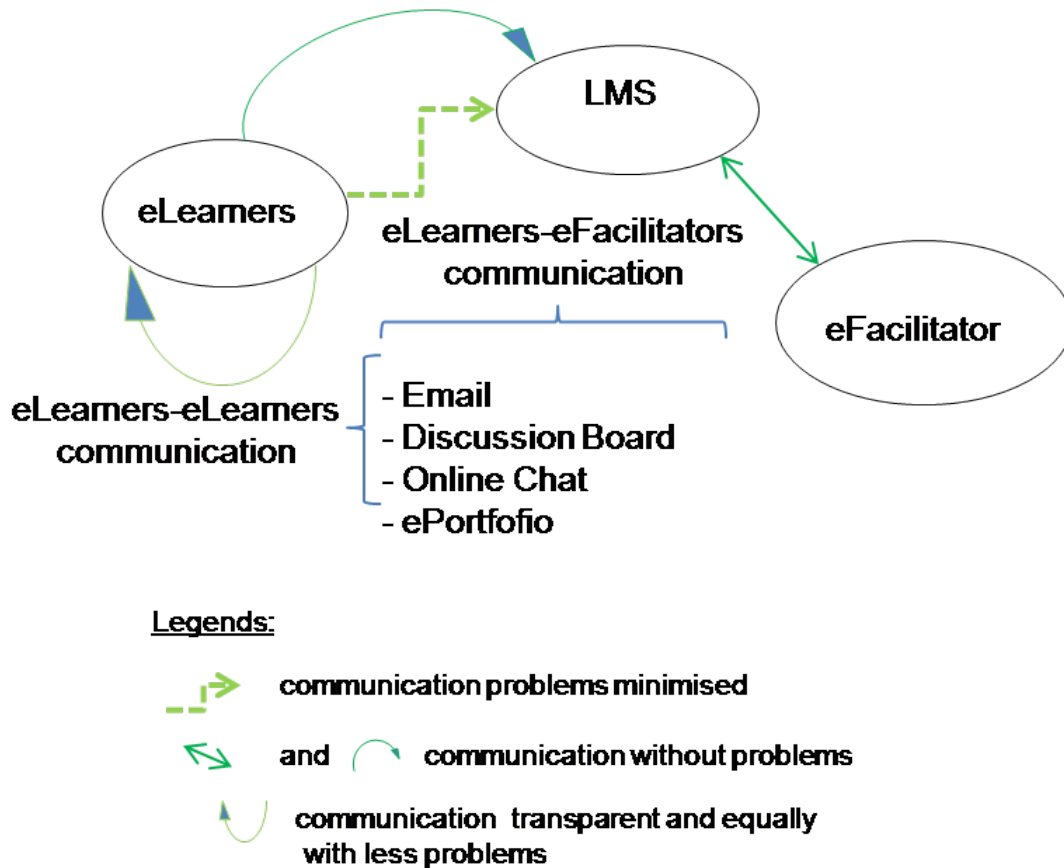 LMS
eLearners
eLearners-eFacilitators
communication
eFacilitator
eLearners-eLearners
communication
- Email
- Discussion Board
- Online Chat
- ePortfofio
Legends:
communication problems minimised
and communication without problems
communication transparent and equally
with less problems